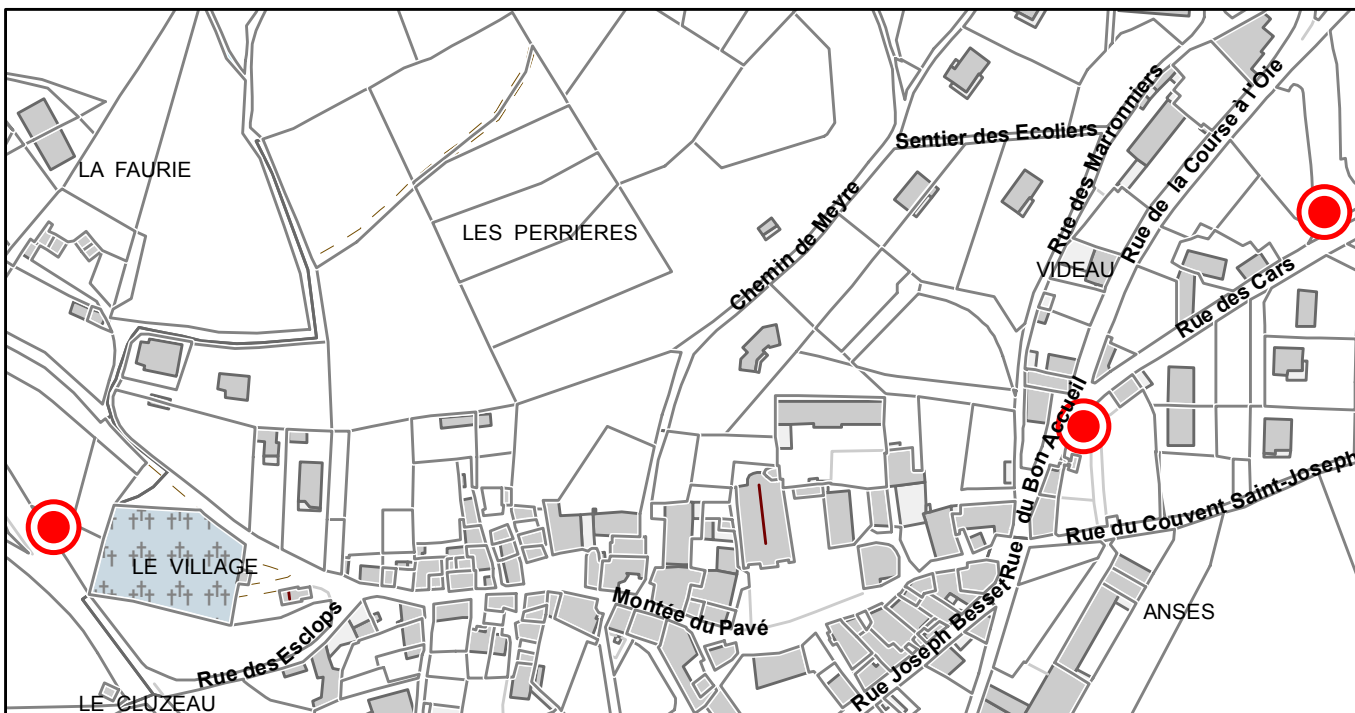 Sentier des Ecoliers
Rue des Marronniers
Rue de la Course à l'Oie
LA FAURIE
LES PERRIERES
Chemin de Meyre
VIDEAU
Rue des Cars
Rue du Bon Accueil
Rue du Couvent Saint-Joseph
LE VILLAGE
Montée du Pavé
ANSES
Rue des Esclops
Rue Joseph Besset
LE CLUZEAU